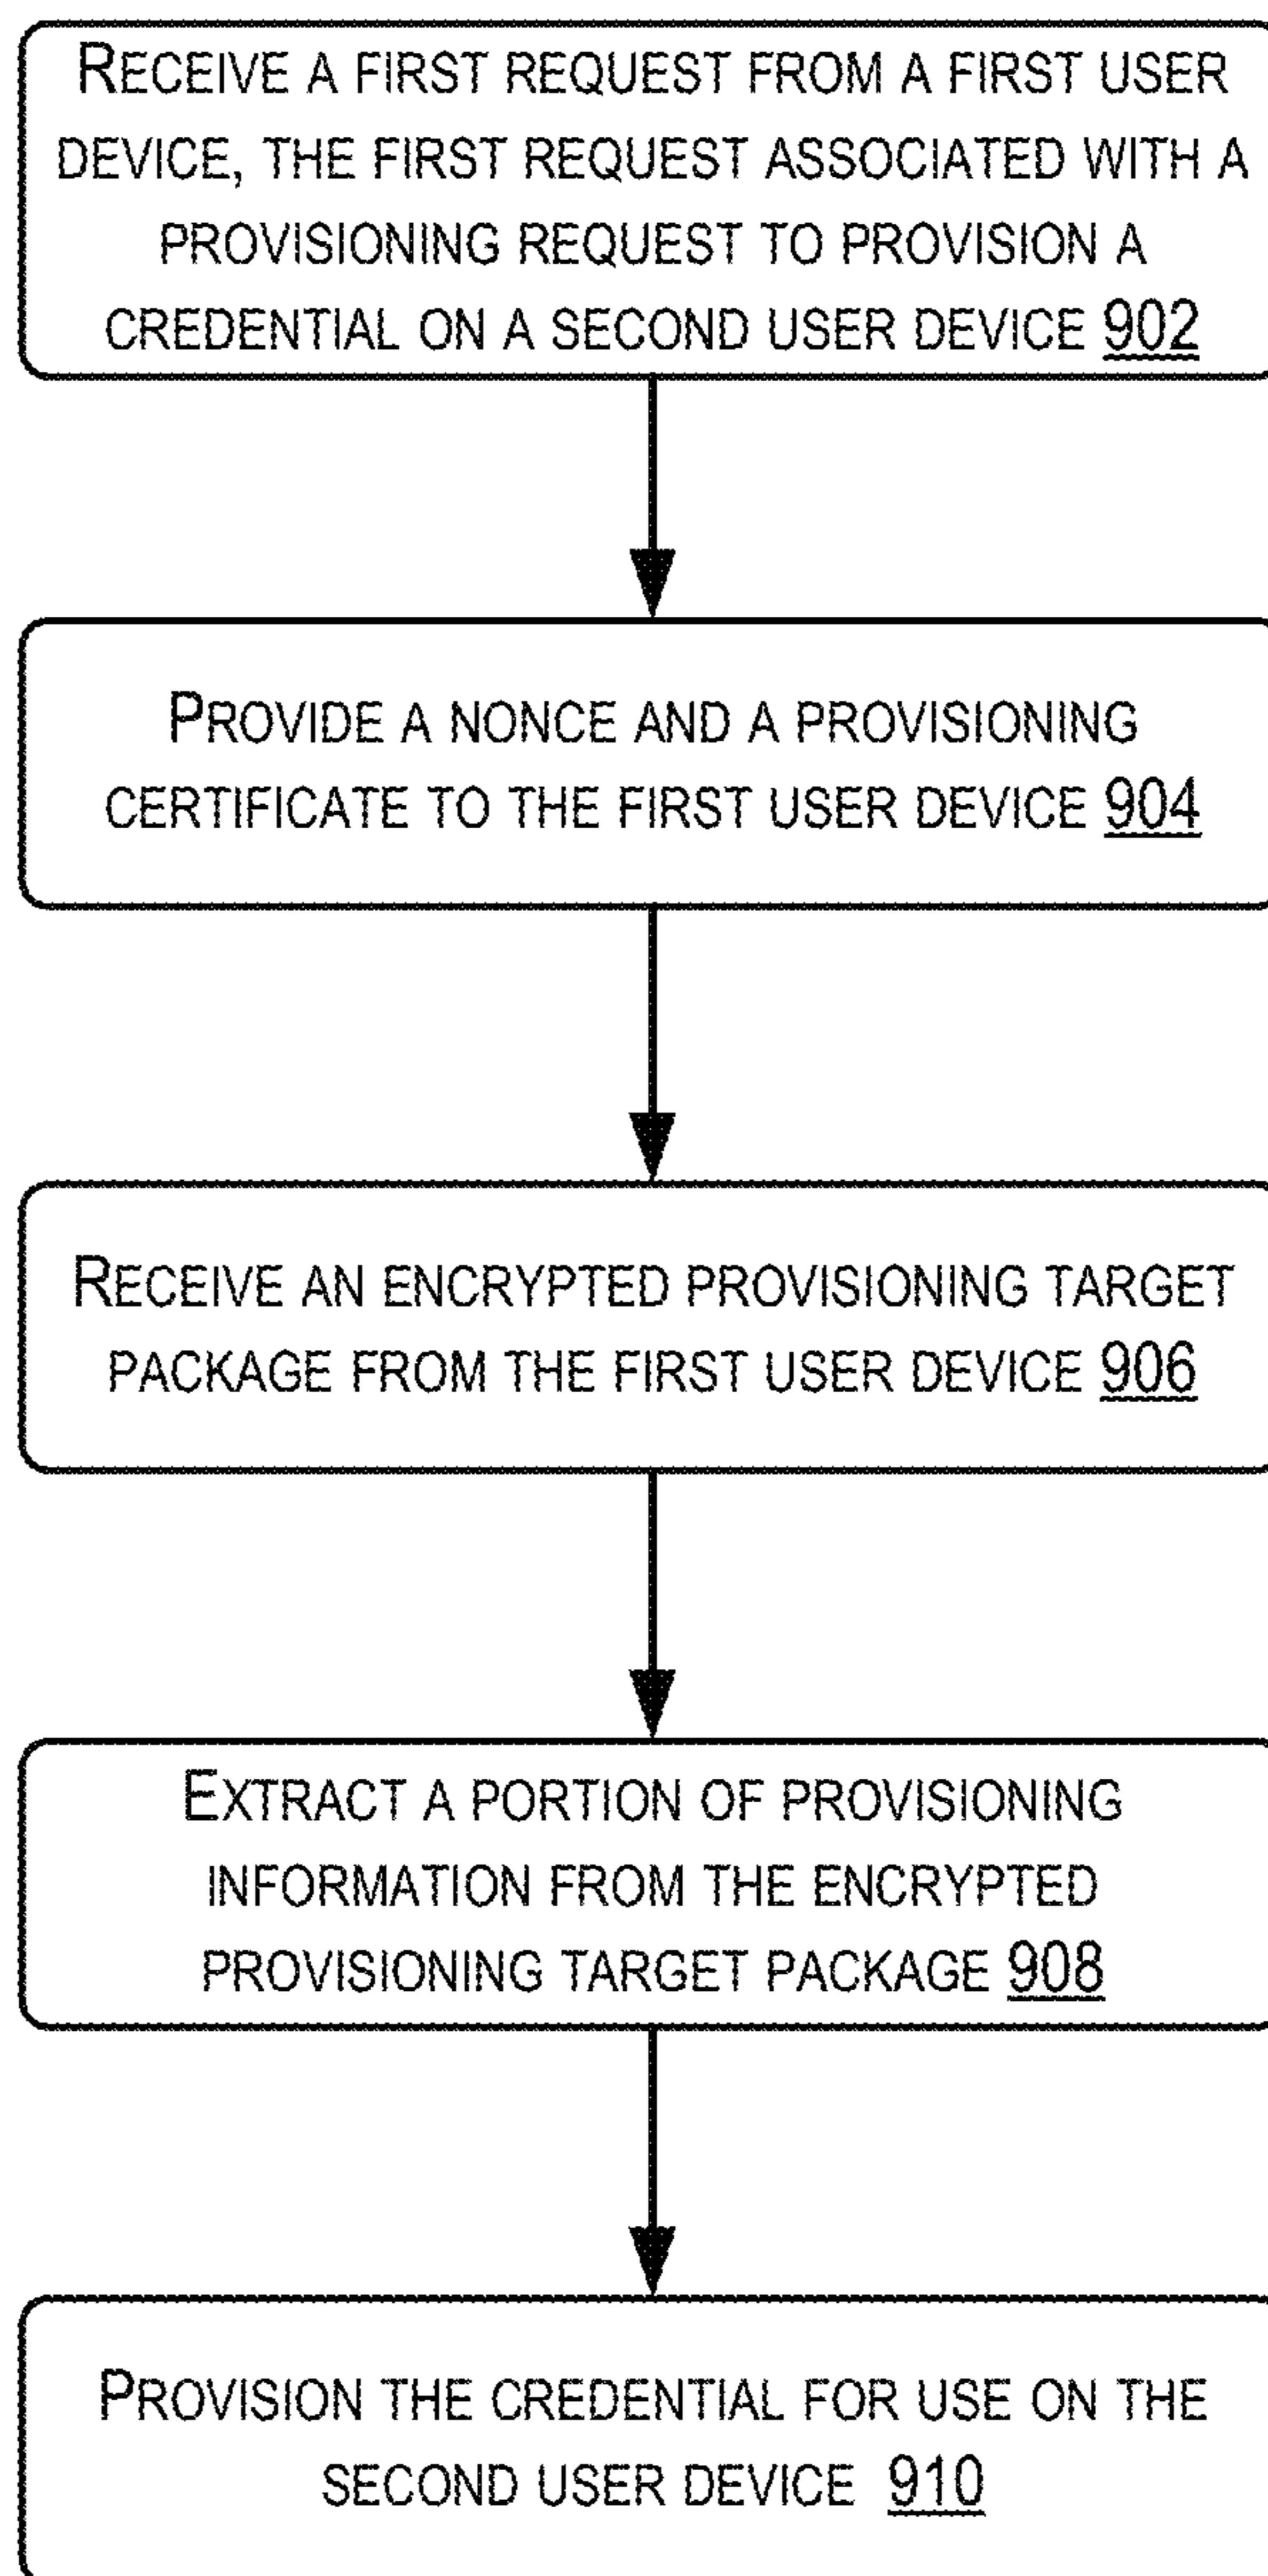 RECEIVE A FIRST REQUEST FROM A FIRST USER
DEVICE, THE FIRST REQUEST ASSOCIATED WITH A
PROVISIONING REQUEST TO PROVISION A
CREDENTIAL ON A SECOND USER DEVICE 902
PROVIDE A NONCE AND A PROVISIONING
CERTIFICATE TO THE FIRST USER DEVICE 904
RECEIVE AN ENCRYPTED PROVISIONING TARGET
PACKAGE FROM THE FIRST USER DEVICE 906
EXTRACT A PORTION OF PROVISIONING
INFORMATION FROM THE ENCRYPTED
PROVISIONING TARGET PACKAGE 908
PROVISION THE CREDENTIAL FOR USE ON THE
SECOND USER DEVICE 910